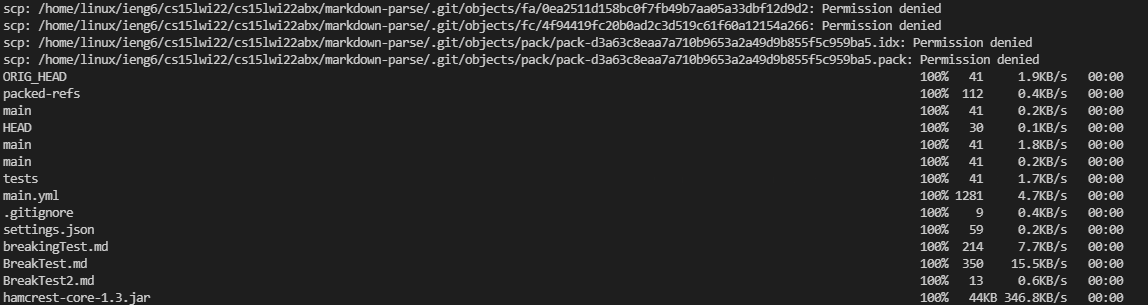 scp: /home/linux/ieng6/cs15lwi22/cs15lwi22abx/markdown-parse/.git/objects/fa/0ea2511d158bc0f7fb49b7aa05a33dbf12d9d2: Permission denied
scp: /home/linux/ieng6/cs15lwi22/cs15lwi22abx/markdown-parse/.git/objects/fc/4f94419fc20b0ad2c3d519c61f60a12154a266: Permission denied
scp: /home/linux/ieng6/cs15lwi22/cs15lwi22abx/markdown-parse/.git/objects/pack/pack-d3a63c8eaa7a710b9653a2a49d9b855f5c959ba5.idx: Permission denied
scp: /home/linux/ieng6/cs15lwi22/cs15lwi22abx/markdown-parse/.git/objects/pack/pack-d3a63c8eaa7a710b9653a2a49d9b855f5c959ba5.pack: Permission denied
ORIG_HEAD 100% 41 1.9KB/s 00:00
packed-refs 100% 112 0.4KB/s 00:00
main 100% 41 0.2KB/s 00:00
HEAD 100% 30 0.1KB/s 00:00
main 100% 41 1.8KB/s 00:00
main 100% 41 0.2KB/s 00:00
tests 100% 41 1.7KB/s 00:00
main.yml 100% 1281 4.7KB/s 00:00
.gitignore 100% 9 0.4KB/s 00:00
settings.json 100% 59 0.2KB/s 00:00
breakingTest.md 100% 214 7.7KB/s 00:00
BreakTest.md 100% 350 15.5KB/s 00:00
BreakTest2.md 100% 13 0.6KB/s 00:00
hamcrest-core-1.3.jar 100% 44KB 346.8KB/s 00:00